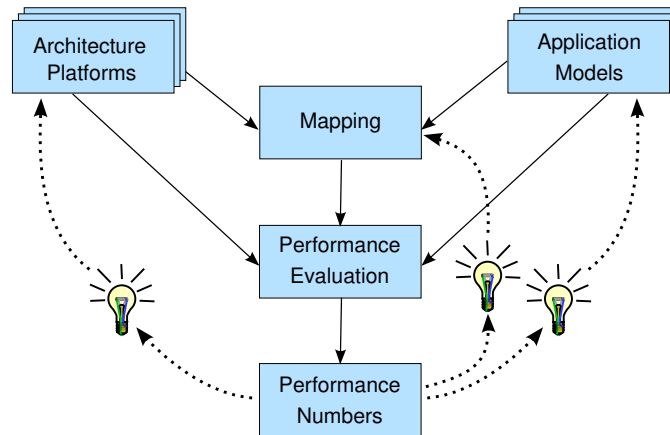 Architecture
Platforms
Application
Models
Mapping
Performance
Evaluation
Performance
Numbers